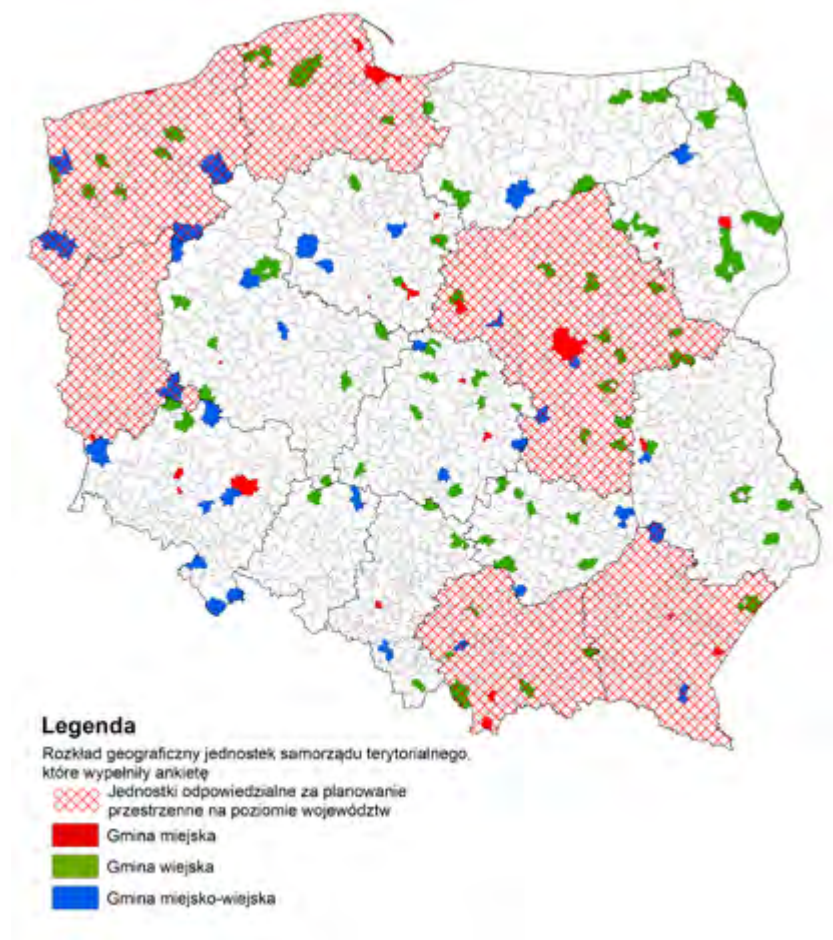 Legenda
Rozkład geograficzny jednostek samorządu terytorialnego,
które wypełniły ankietę
Jednostki odpowiedzialne za planowanie
przestrzenne na poziomie województw
Gmina miejska
Gmina wiejska
Gmina miejsko-wiejska